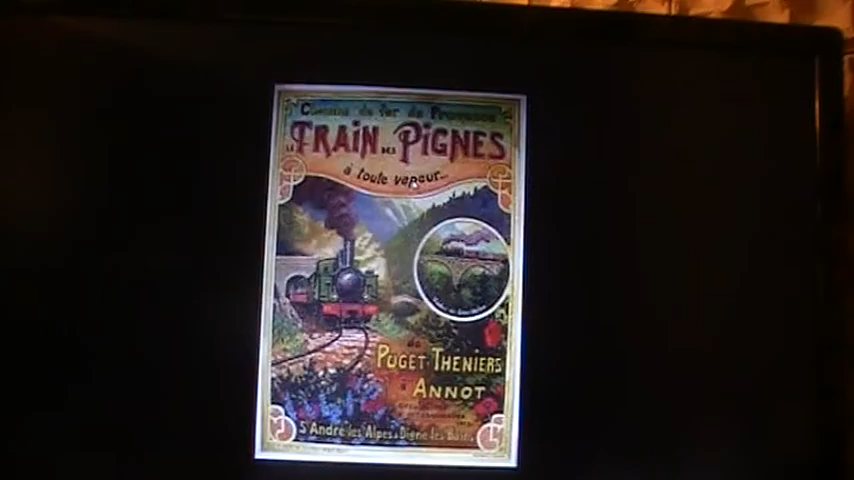 Chemins de fer de Provence
LE TRAIN DES PIGNES
à toute vapeur...
de
PUGET-THENIERS
à ANNOT
St André les Alpes & Digne les Bains